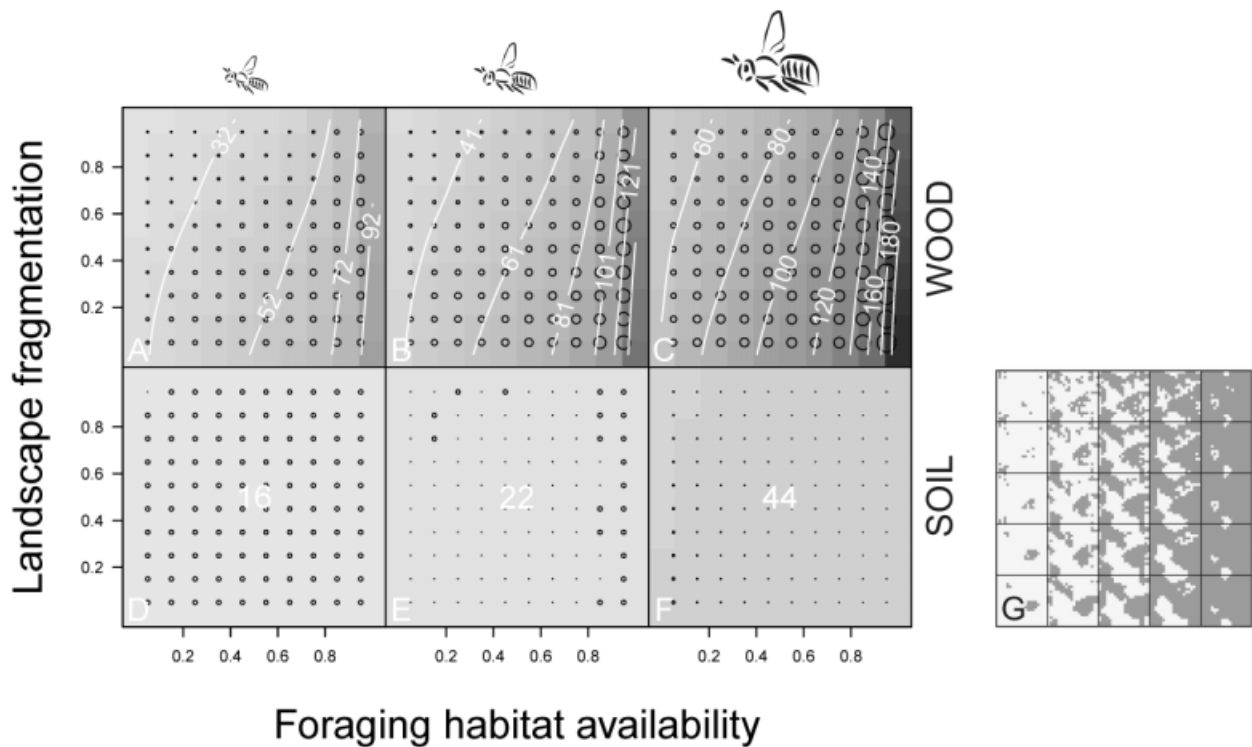 Landscape fragmentation
0.8
0.6
0.4
0.2
0.8
0.6
0.4
0.2
A
32
52
72
92
B
41
61
81
101
121
C
60
80
100
120
140
160
180
WOOD
D
16
E
22
F
44
SOIL
G
0.2 0.4 0.6 0.8 0.2 0.4 0.6 0.8 0.2 0.4 0.6 0.8
Foraging habitat availability